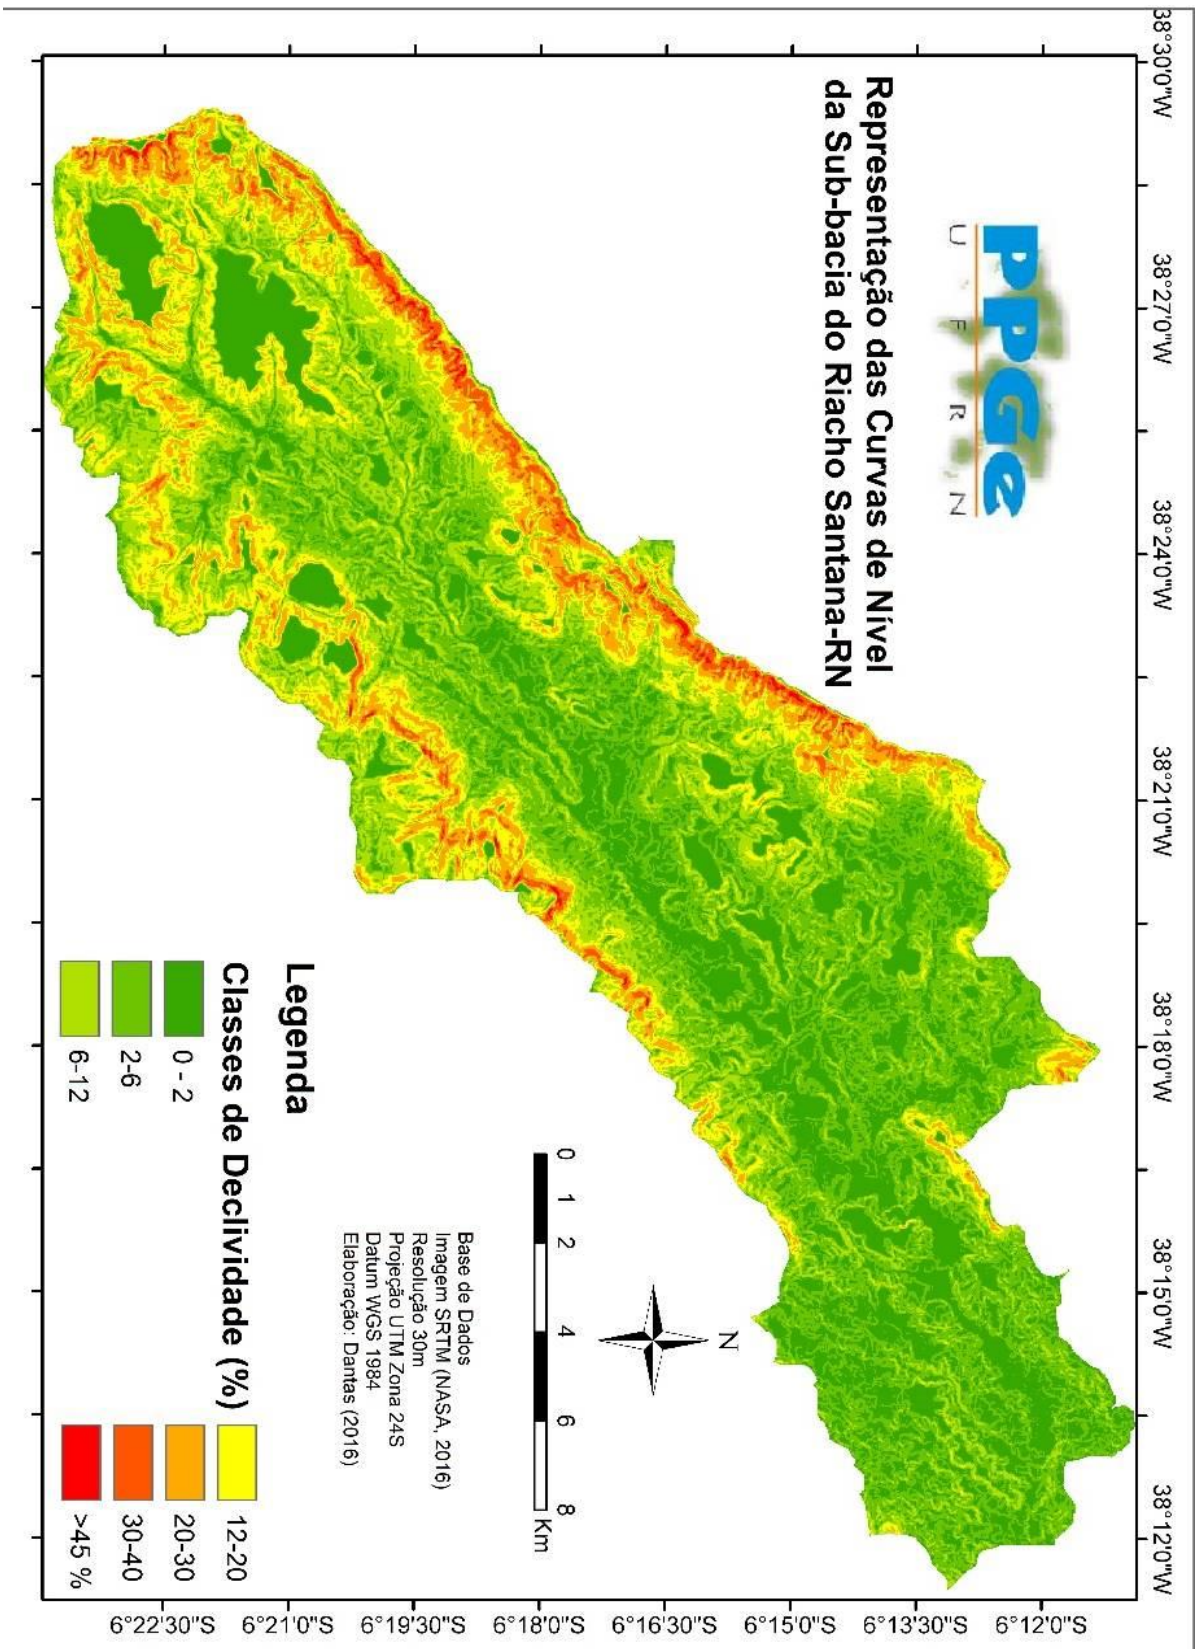 38°30'0"W
38°27'0"W
38°24'0"W
38°21'0"W
38°18'0"W
38°15'0"W
38°12'0"W
PPGe
U F R N
Representação das Curvas de Nível
da Sub-bacia do Riacho Santana-RN
6°12'0"S
6°13'30"S
6°15'0"S
6°16'30"S
6°18'0"S
6°19'30"S
6°21'0"S
6°22'30"S
N
0 1 2 4 6 8
Km
Base de Dados
Imagem SRTM (NASA, 2016)
Resolução 30m
Projeção UTM Zona 24S
Datum WGS 1984
Elaboração: Dantas (2016)
Legenda
Classes de Declividade (%)
0 - 2
2-6
6-12
12-20
20-30
30-40
>45 %